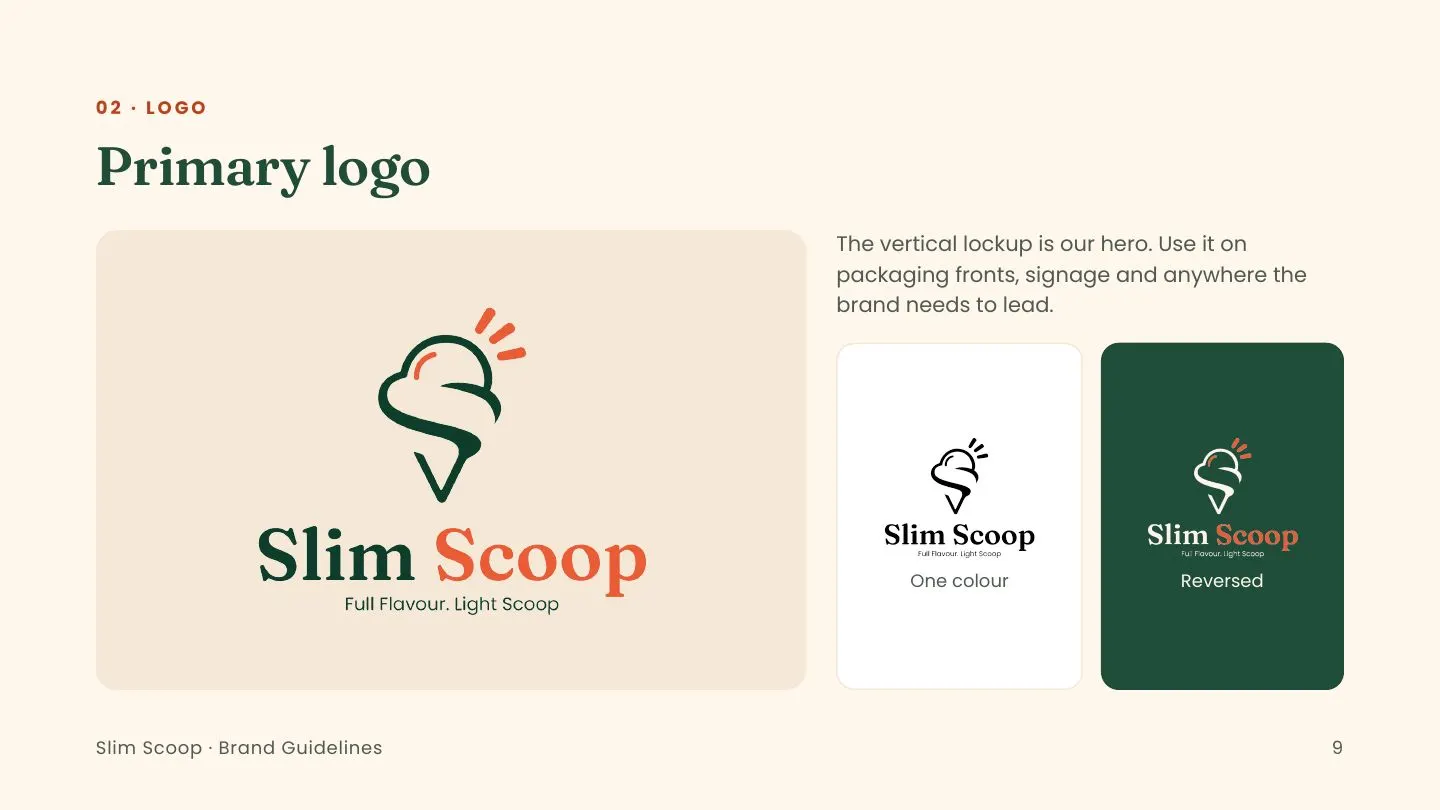 02 · LOGO
Primary logo
Slim Scoop
Full Flavour. Light Scoop
The vertical lockup is our hero. Use it on
packaging fronts, signage and anywhere the
brand needs to lead.
Slim Scoop
Full Flavour. Light Scoop
One colour
Slim Scoop
Full Flavour. Light Scoop
Reversed
Slim Scoop · Brand Guidelines
9